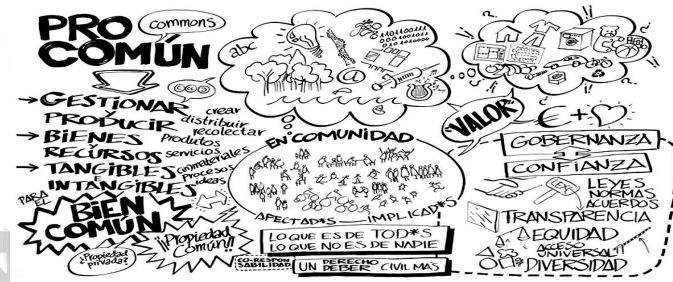 PRO
COMÚN
commons
→GESTIONAR
PRODUCIR
crear
distribuir
recolectar
→BIENES
RECURSOS
Produtos
servicios
→TANGIBLES
INTANGIBLES
inmateriales
Procesos
ideas
PARA EL
BIEN
COMÚN
¿Propiedad
privada?
¡¡Propiedad
Común!!
abc
@
EN COMUNIDAD
AFECTAD*S
IMPLICAD*S
LO QUE ES DE TOD*S
LO QUE NO ES DE NADIE
CO-RESPON
SABILIDAD
UN DERECHO
DEBER CIVIL MÁS
"VALOR"
€+
GOBERNANZA
CONFIANZA
LEYES
NORMAS
ACUERDOS
TRANSPARENCIA
EQUIDAD
ACCESO
UNIVERSAL
DIVERSIDAD